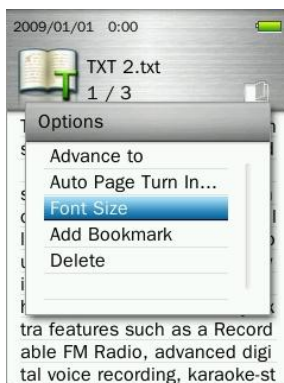 2009/01/01 0:00
TXT 2.txt
1 / 3
Options
Advance to
Auto Page Turn In...
Font Size
Add Bookmark
Delete
tra features such as a Record
able FM Radio, advanced digi
tal voice recording, karaoke-st